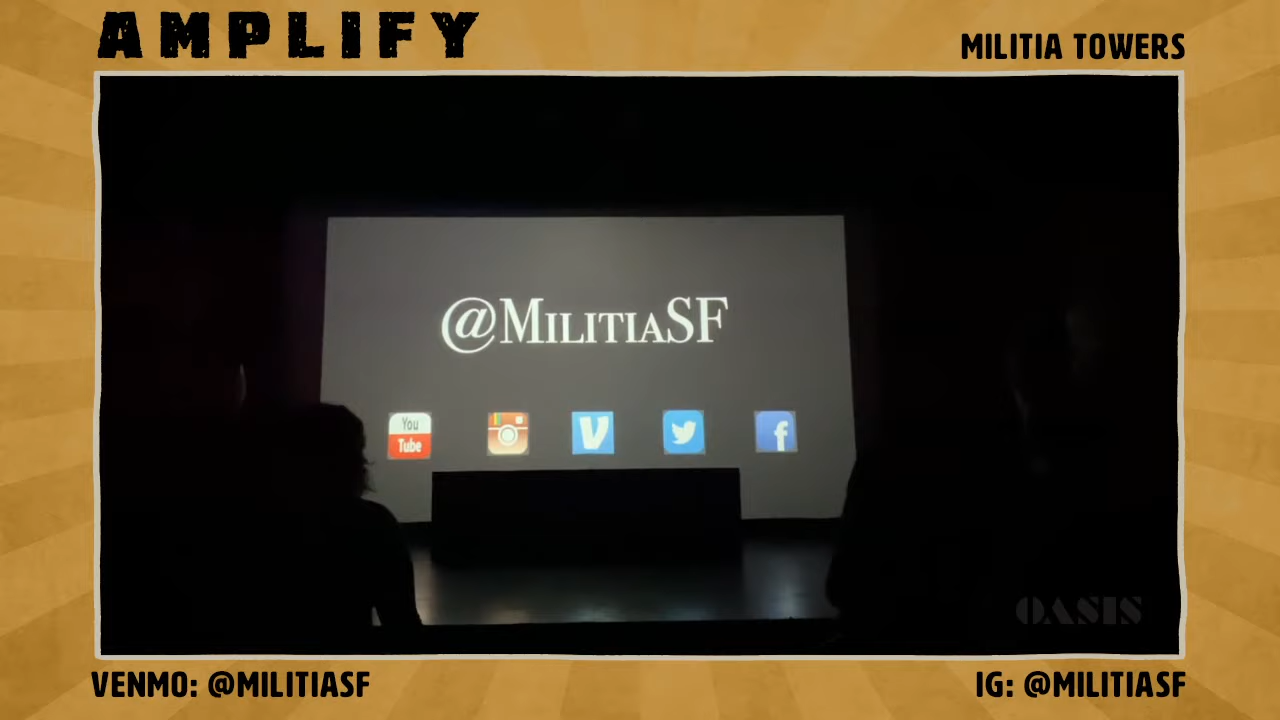 AMPLIFY
MILITIA TOWERS
@MILITIASF
You
Tube
OASIS
VENMO: @MILITIASF
IG: @MILITIASF